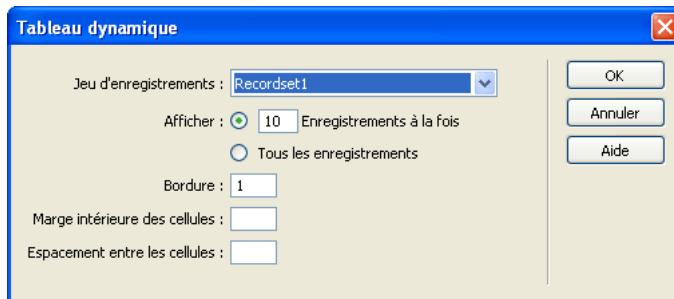 Tableau dynamique
Jeu d'enregistrements : Recordset1
Afficher : 10 Enregistrements à la fois
Tous les enregistrements
Bordure : 1
Marge intérieure des cellules :
Espacement entre les cellules :
OK
Annuler
Aide